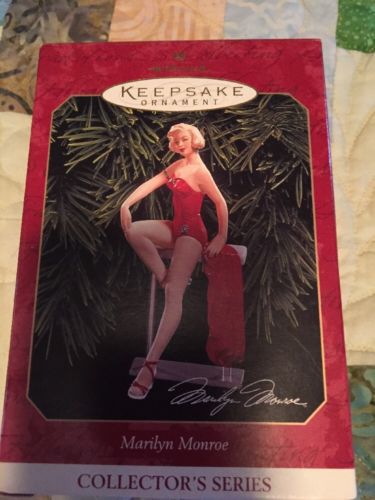 KEEPSAKE
ORNAMENT
Marilyn Monroe
Marilyn Monroe
COLLECTOR'S SERIES